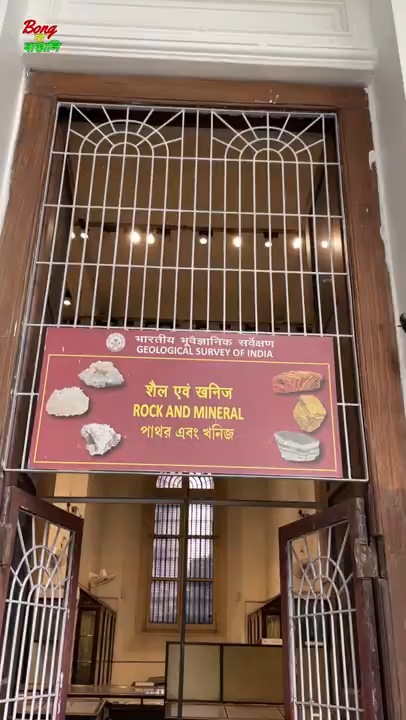 Bong
বাঙালি
भारतीय भूवैज्ञानिक सर्वेक्षण
GEOLOGICAL SURVEY OF INDIA
शैल एवं खनिज
ROCK AND MINERAL
পাথর এবং খনিজ